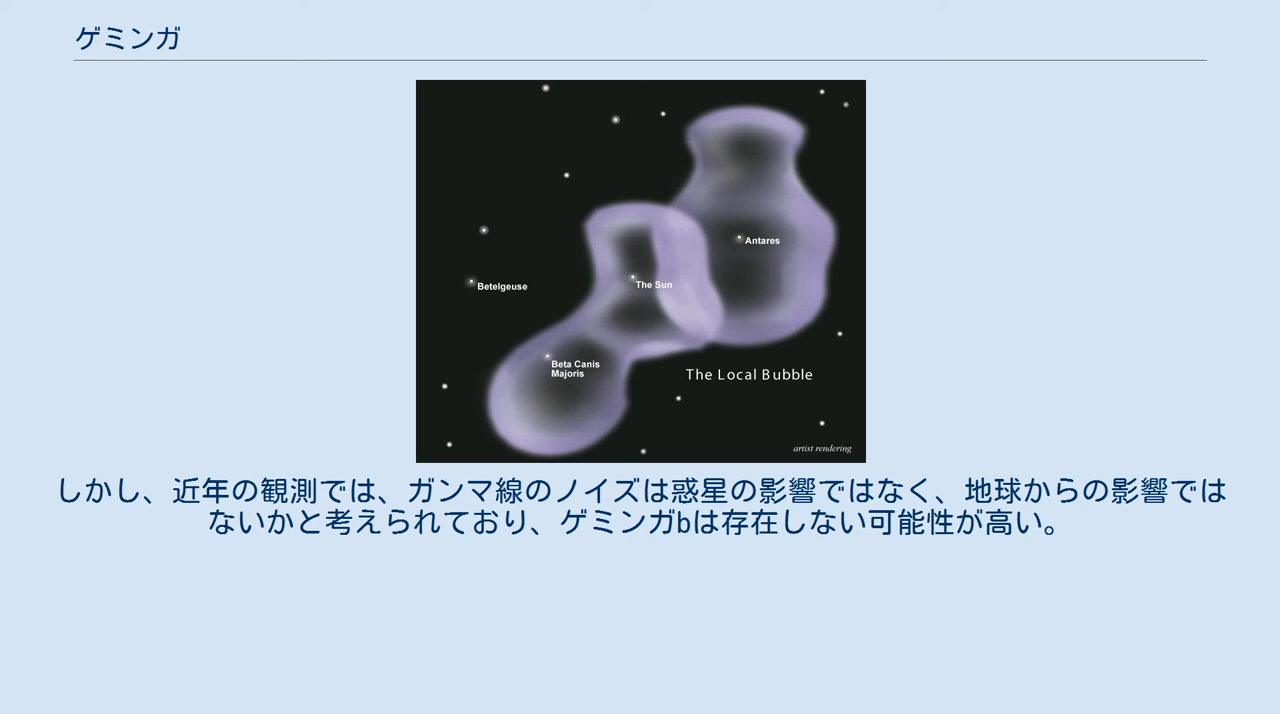 ゲミンガ
Antares
The Sun
Betelgeuse
Beta Canis
Majoris
The Local Bubble
artist rendering
しかし、近年の観測では、ガンマ線のノイズは惑星の影響ではなく、地球からの影響では
ないかと考えられており、ゲミンガbは存在しない可能性が高い。